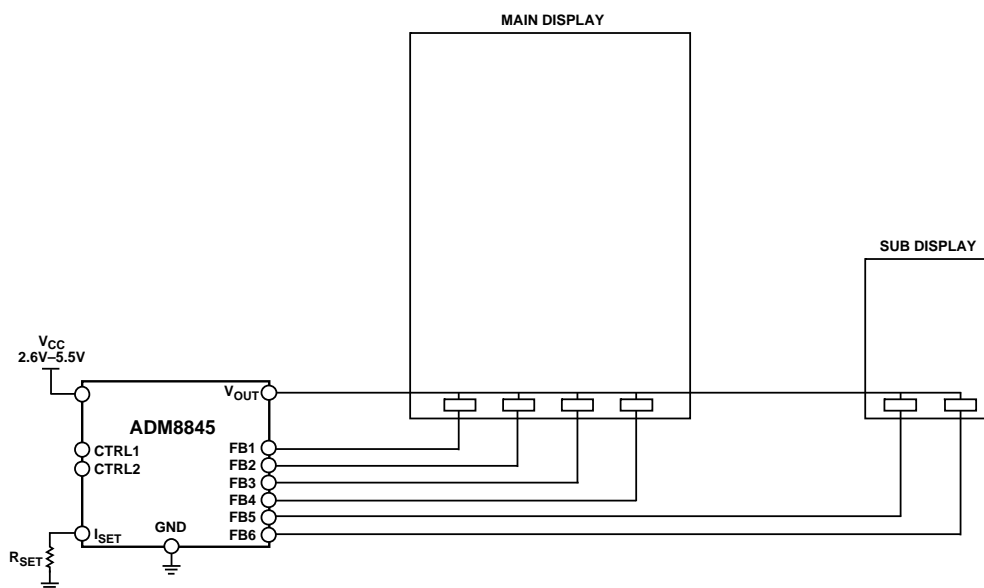 MAIN DISPLAY
SUB DISPLAY
VCC
2.6V–5.5V
VOUT
ADM8845
CTRL1
CTRL2
FB1
FB2
FB3
FB4
FB5
FB6
ISET
GND
RSET